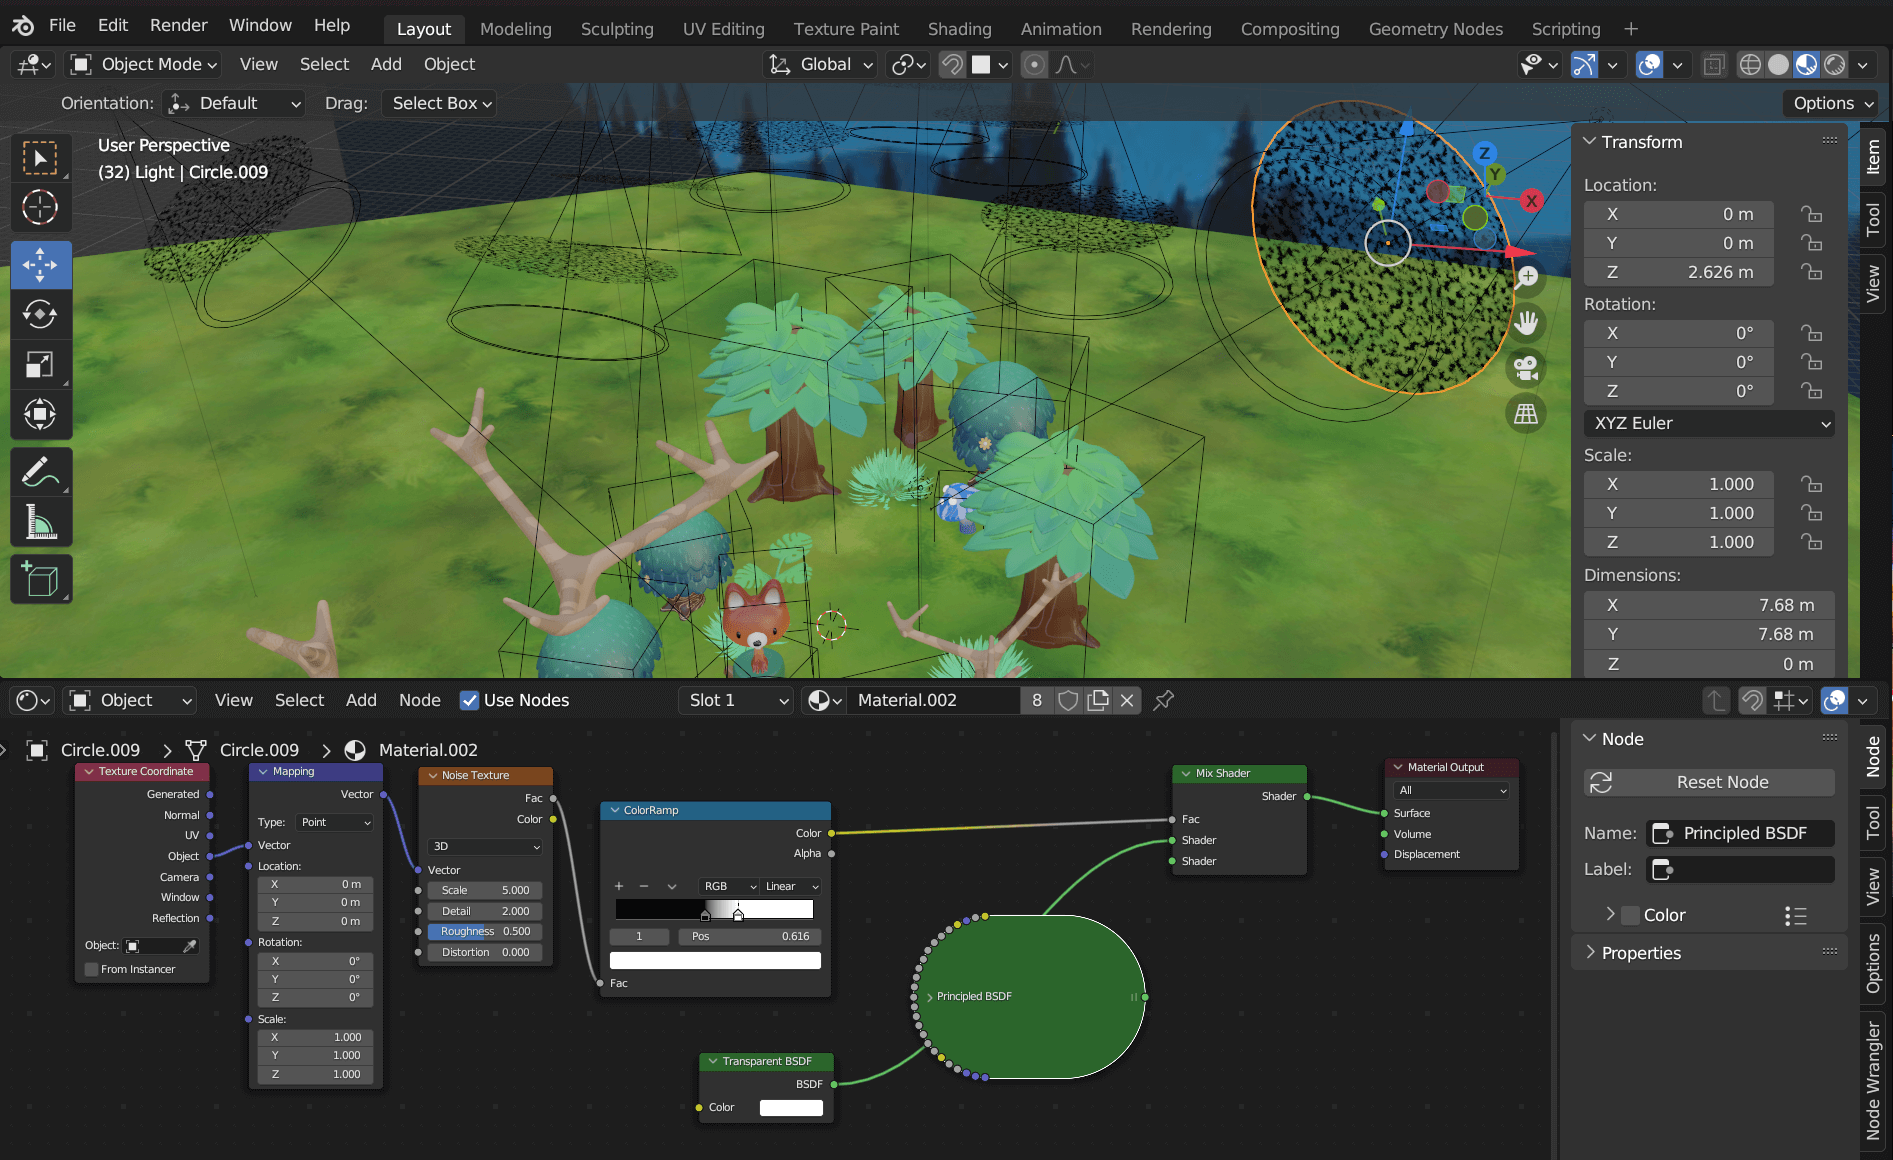 File Edit Render Window Help Layout Modeling Sculpting UV Editing Texture Paint Shading Animation Rendering Compositing Geometry Nodes Scripting +
Object Mode View Select Add Object Global
Orientation: Default Drag: Select Box Options
User Perspective
(32) Light | Circle.009
Z
Y
X
Transform
Location:
X 0 m
Y 0 m
Z 2.626 m
Rotation:
X 0°
Y 0°
Z 0°
XYZ Euler
Scale:
X 1.000
Y 1.000
Z 1.000
Dimensions:
X 7.68 m
Y 7.68 m
Z 0 m
Item
Tool
View
Object View Select Add Node Use Nodes Slot 1 Material.002 8
Circle.009 > Circle.009 > Material.002
Texture Coordinate
Generated
Normal
UV
Object
Camera
Window
Reflection
Object:
From Instancer
Mapping
Vector
Type: Point
Vector
Location:
X 0 m
Y 0 m
Z 0 m
Rotation:
X 0°
Y 0°
Z 0°
Scale:
X 1.000
Y 1.000
Z 1.000
Noise Texture
Fac
Color
3D
Vector
Scale 5.000
Detail 2.000
Roughness 0.500
Distortion 0.000
ColorRamp
Color
Alpha
+ − RGB Linear
1 Pos 0.616
Fac
Transparent BSDF
BSDF
Color
Principled BSDF
Mix Shader
Shader
Fac
Shader
Shader
Material Output
All
Surface
Volume
Displacement
Node
Reset Node
Name: Principled BSDF
Label:
Color
Properties
Node
Tool
View
Options
Node Wrangler